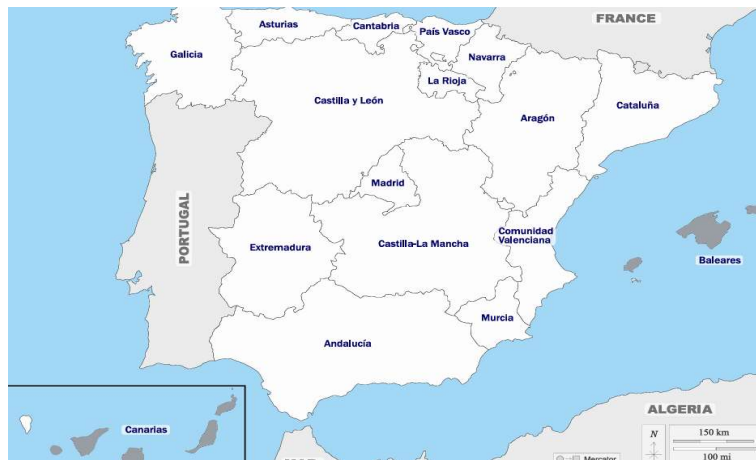 FRANCE
Asturias
Cantabria
País Vasco
Galicia
Navarra
La Rioja
Castilla y León
Cataluña
Aragón
Madrid
PORTUGAL
Comunidad
Valenciana
Extremadura
Castilla-La Mancha
Baleares
Murcia
Andalucía
ALGERIA
Canarias
N
150 km
100 mi
Mercator